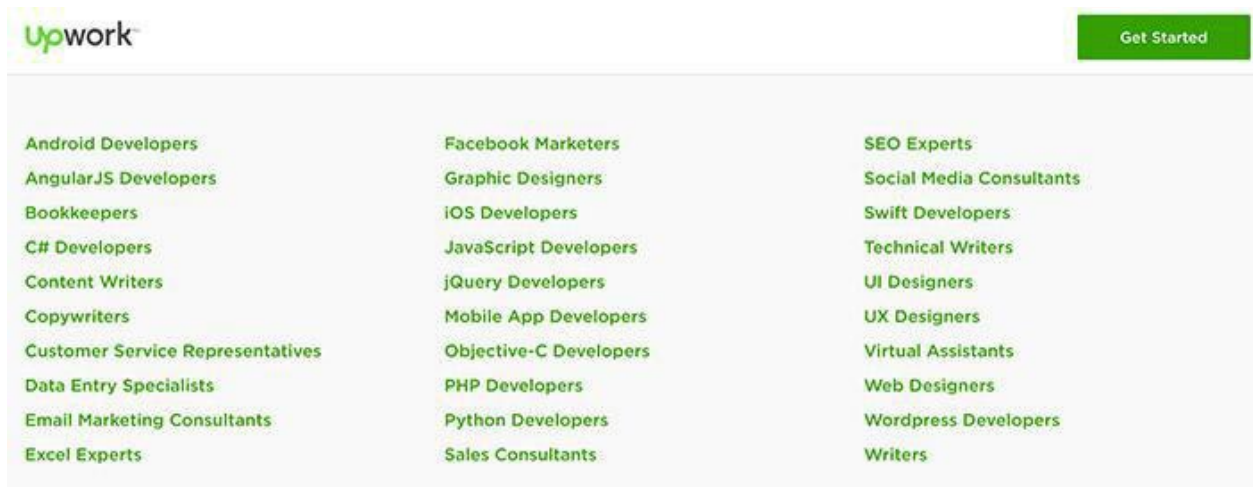 Upwork
Get Started
Android Developers
AngularJS Developers
Bookkeepers
C# Developers
Content Writers
Copywriters
Customer Service Representatives
Data Entry Specialists
Email Marketing Consultants
Excel Experts
Facebook Marketers
Graphic Designers
iOS Developers
JavaScript Developers
jQuery Developers
Mobile App Developers
Objective-C Developers
PHP Developers
Python Developers
Sales Consultants
SEO Experts
Social Media Consultants
Swift Developers
Technical Writers
UI Designers
UX Designers
Virtual Assistants
Web Designers
Wordpress Developers
Writers